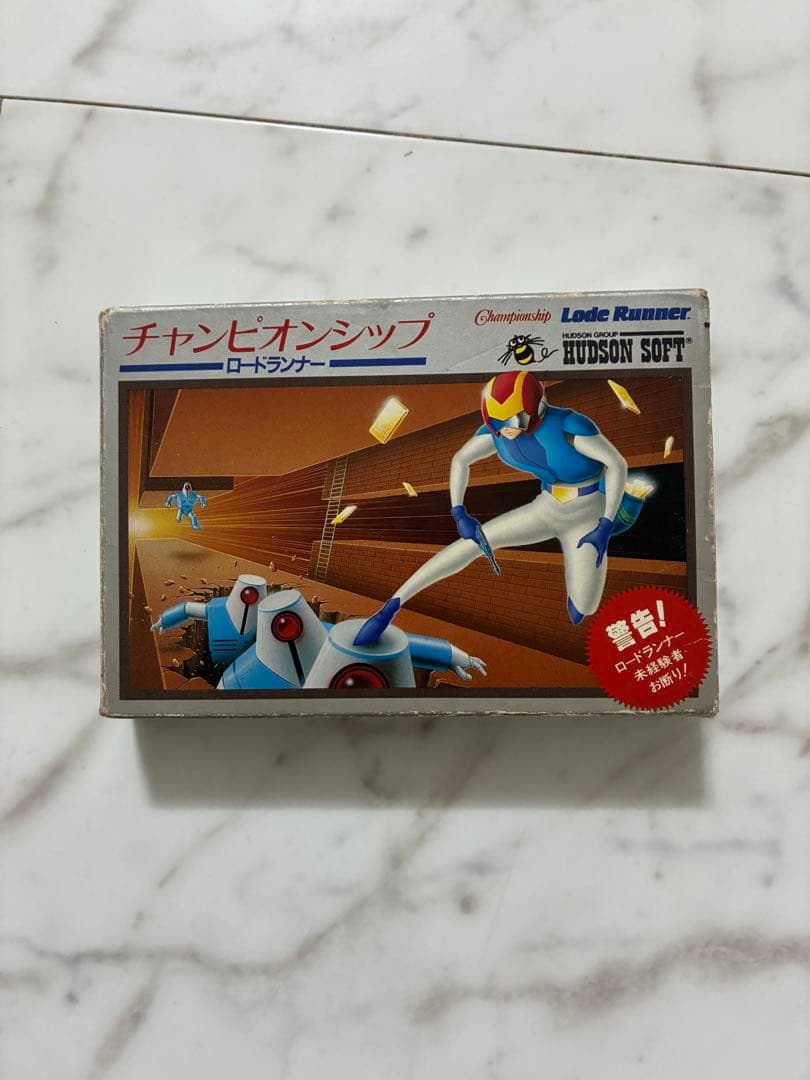 チャンピオンシップ
ロードランナー
Championship Lode Runner™
HUDSON GROUP
HUDSON SOFT®
警告!
ロードランナー
未経験者
お断り!